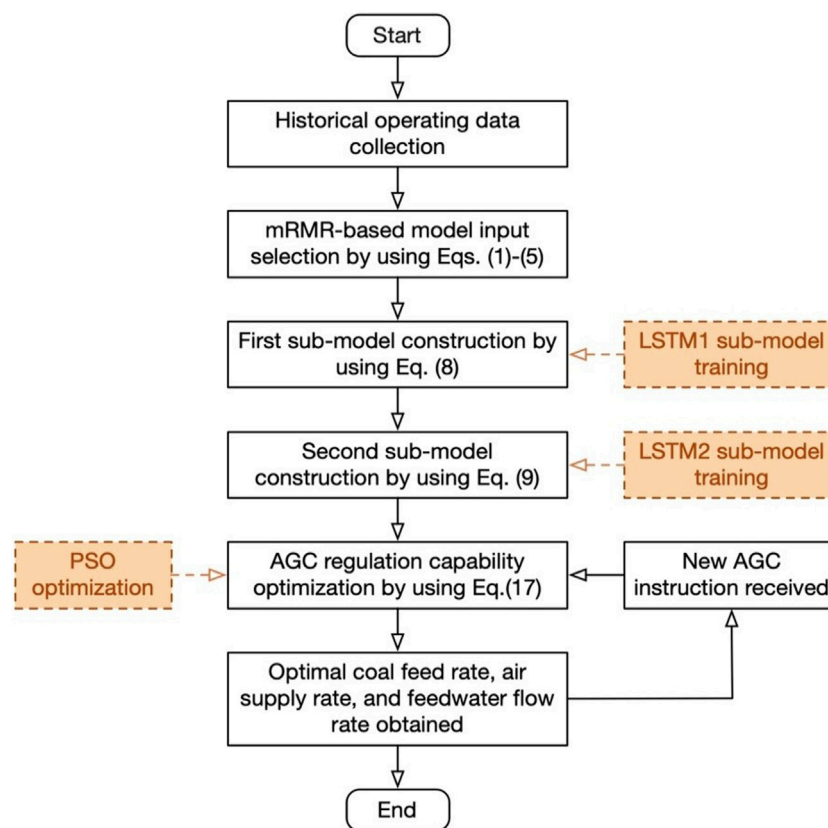 Start
Historical operating data
collection
mRMR-based model input
selection by using Eqs. (1)-(5)
First sub-model construction by
using Eq. (8)
LSTM1 sub-model
training
Second sub-model
construction by using Eq. (9)
LSTM2 sub-model
training
PSO
optimization
AGC regulation capability
optimization by using Eq.(17)
New AGC
instruction received
Optimal coal feed rate, air
supply rate, and feedwater flow
rate obtained
End